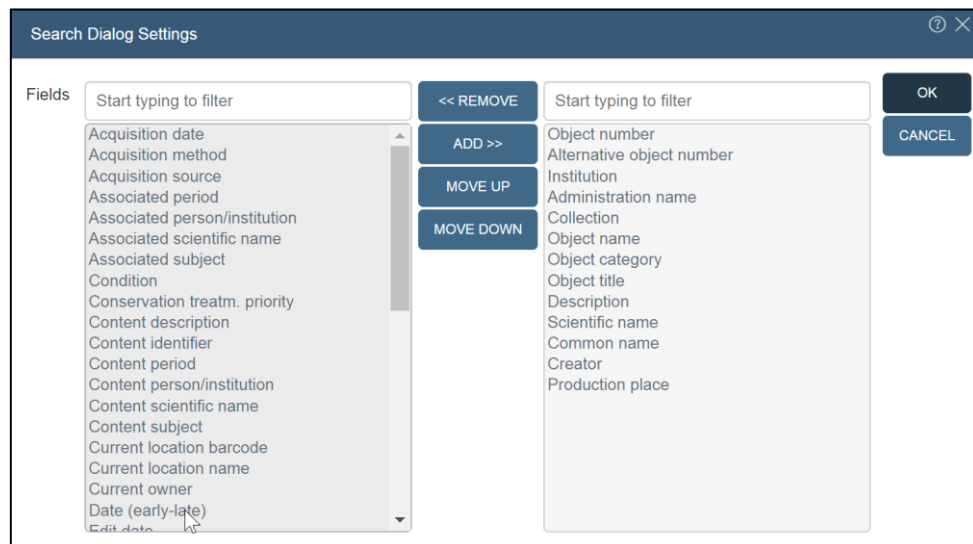 Search Dialog Settings
Fields
Start typing to filter
Acquisition date
Acquisition method
Acquisition source
Associated period
Associated person/institution
Associated scientific name
Associated subject
Condition
Conservation treatm. priority
Content description
Content identifier
Content period
Content person/institution
Content scientific name
Content subject
Current location barcode
Current location name
Current owner
Date (early-late)
Edit date
<< REMOVE
ADD >>
MOVE UP
MOVE DOWN
Start typing to filter
Object number
Alternative object number
Institution
Administration name
Collection
Object name
Object category
Object title
Description
Scientific name
Common name
Creator
Production place
OK
CANCEL